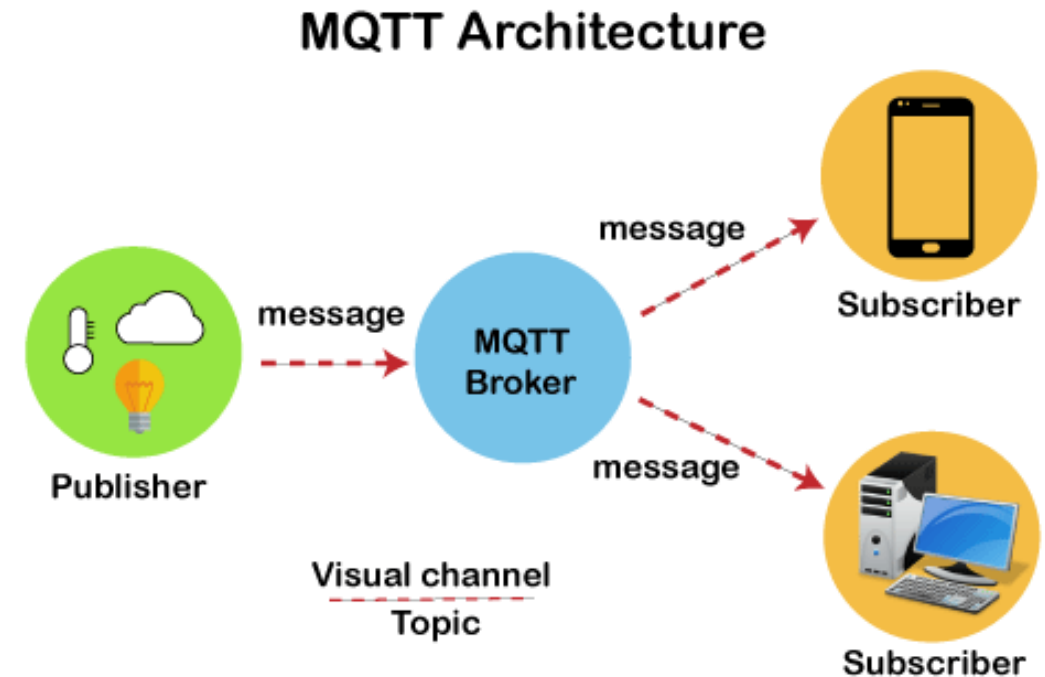 MQTT Architecture
message
Subscriber
message
MQTT
Broker
Publisher
message
Visual channel
Topic
Subscriber